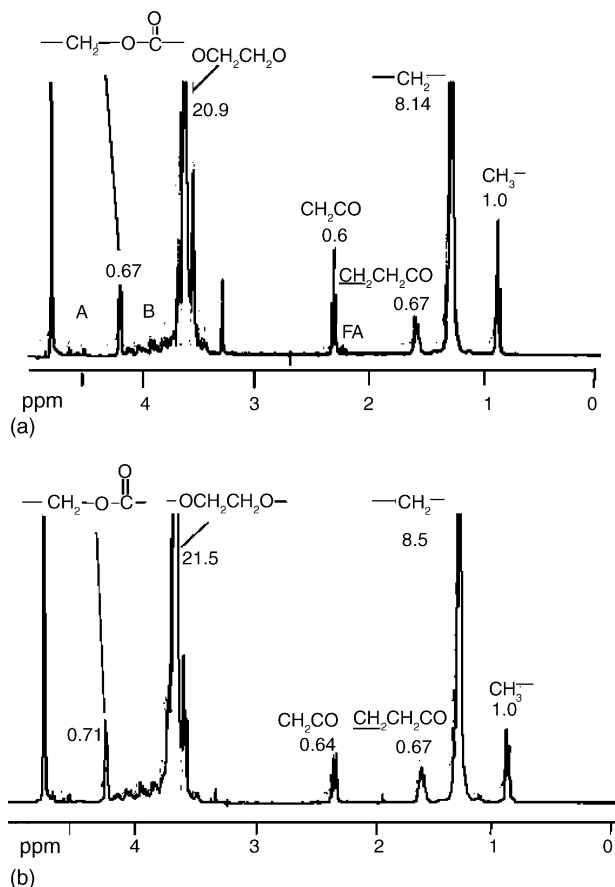 O
—CH₂—O—C— OCH₂CH₂O —CH₂—
20.9 8.14
CH₃—
1.0
CH₂CO
0.6
0.67 CH₂CH₂CO
0.67
A B FA
ppm 4 3 2 1 0
(a)
O
—CH₂—O—C— —OCH₂CH₂O— —CH₂—
21.5 8.5
CH₃—
1.0
CH₂CO CH₂CH₂CO
0.71 0.64 0.67
ppm 4 3 2 1 0
(b)